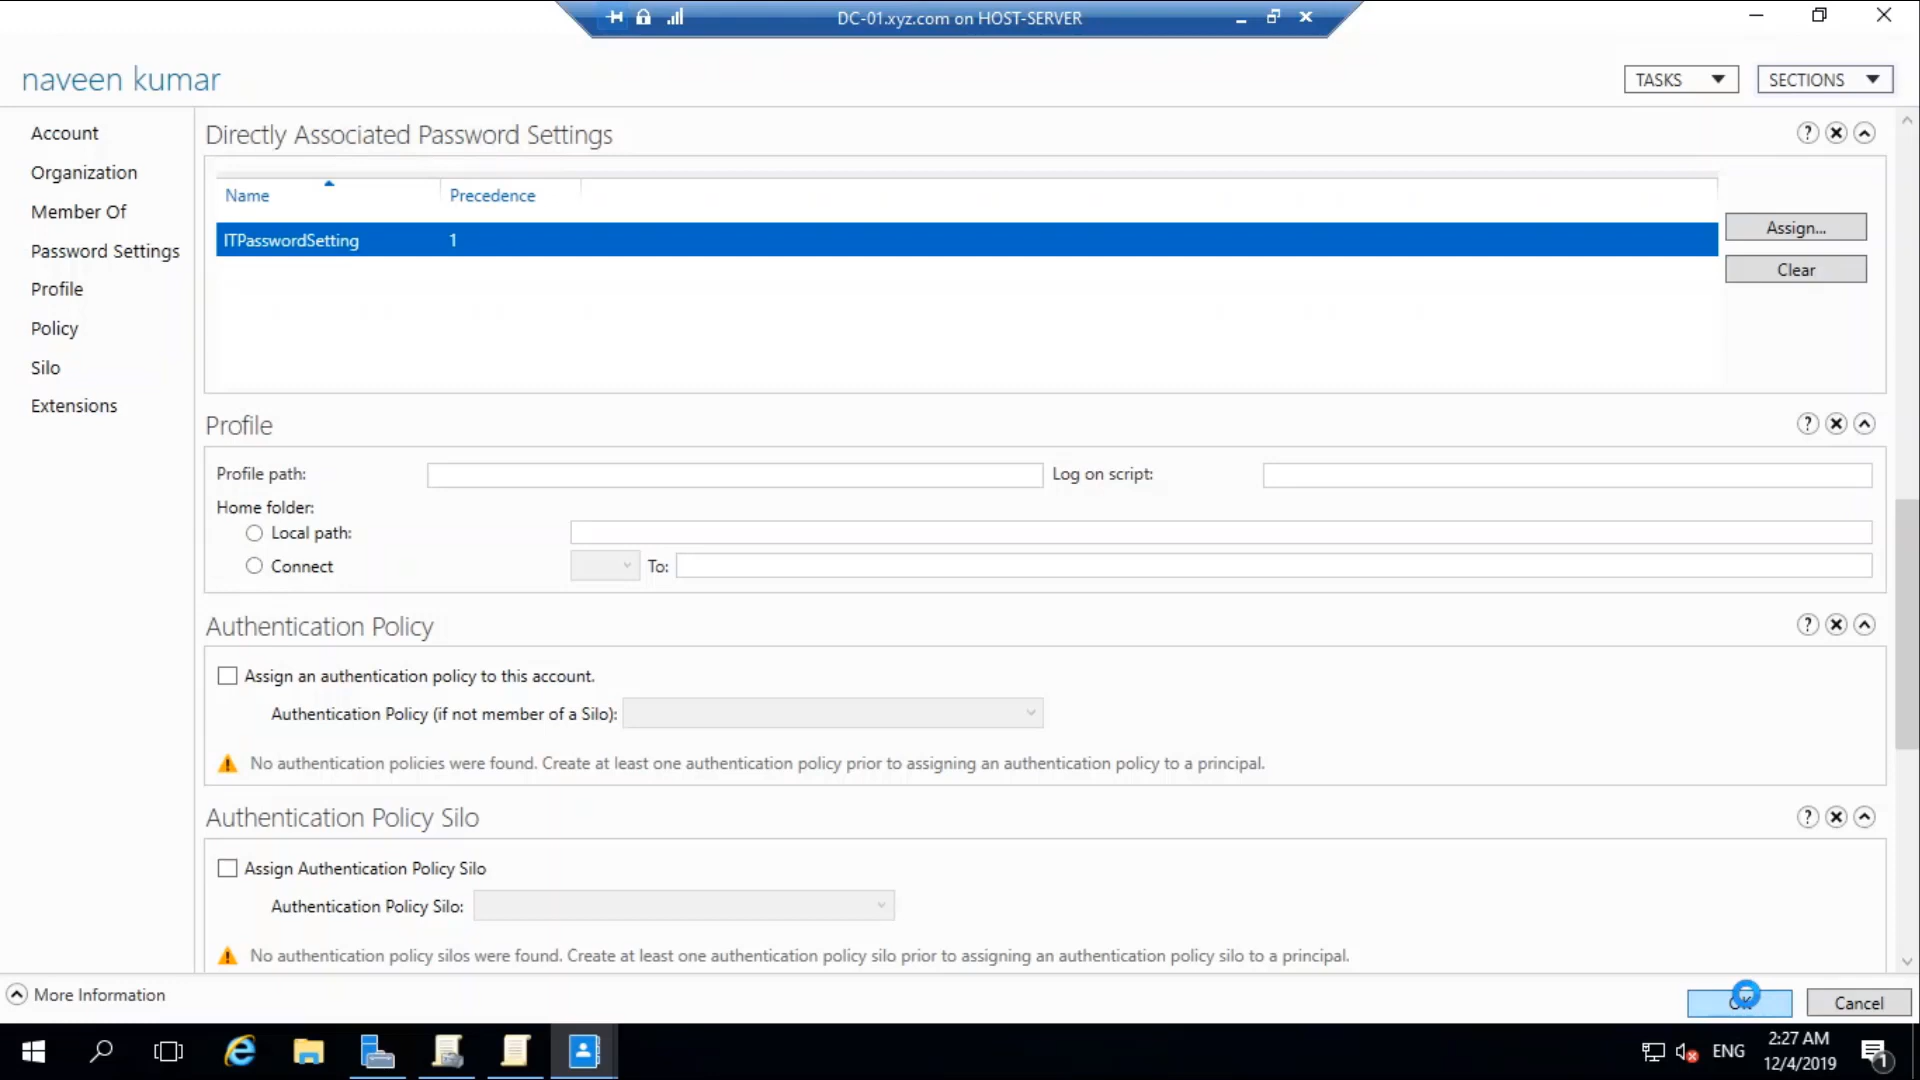 DC-01.xyz.com on HOST-SERVER
naveen kumar
TASKS
SECTIONS
Account
Organization
Member Of
Password Settings
Profile
Policy
Silo
Extensions
Directly Associated Password Settings
Name
Precedence
ITPasswordSetting
1
Assign...
Clear
Profile
Profile path:
Log on script:
Home folder:
Local path:
Connect
To:
Authentication Policy
Assign an authentication policy to this account.
Authentication Policy (if not member of a Silo):
No authentication policies were found. Create at least one authentication policy prior to assigning an authentication policy to a principal.
Authentication Policy Silo
Assign Authentication Policy Silo
Authentication Policy Silo:
No authentication policy silos were found. Create at least one authentication policy silo prior to assigning an authentication policy silo to a principal.
More Information
OK
Cancel
ENG
2:27 AM
12/4/2019
1